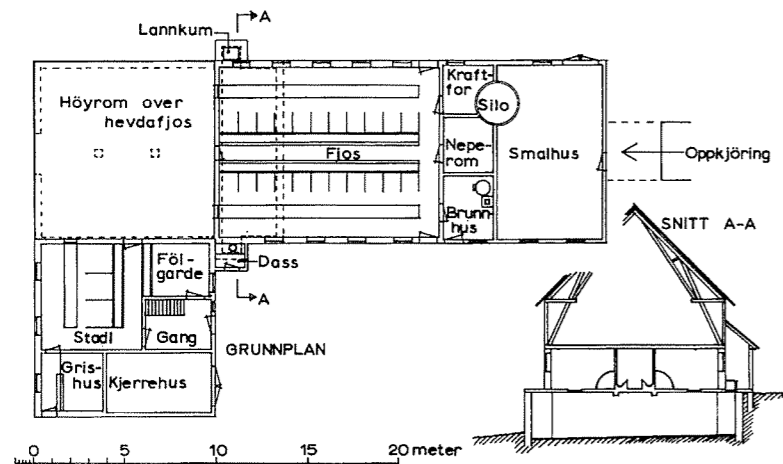 A
Lannkum
Höyrom over
hevdafjos
Kraft-
for
Silo
Fjos
Nepe-
rom
Smalhus
Oppkjöring
Brunn-
hus
SNITT A-A
Föl-
garde
Dass
A
Stadl
Gang
GRUNNPLAN
Gris-
hus
Kjerrehus
0 5 10 15 20 meter